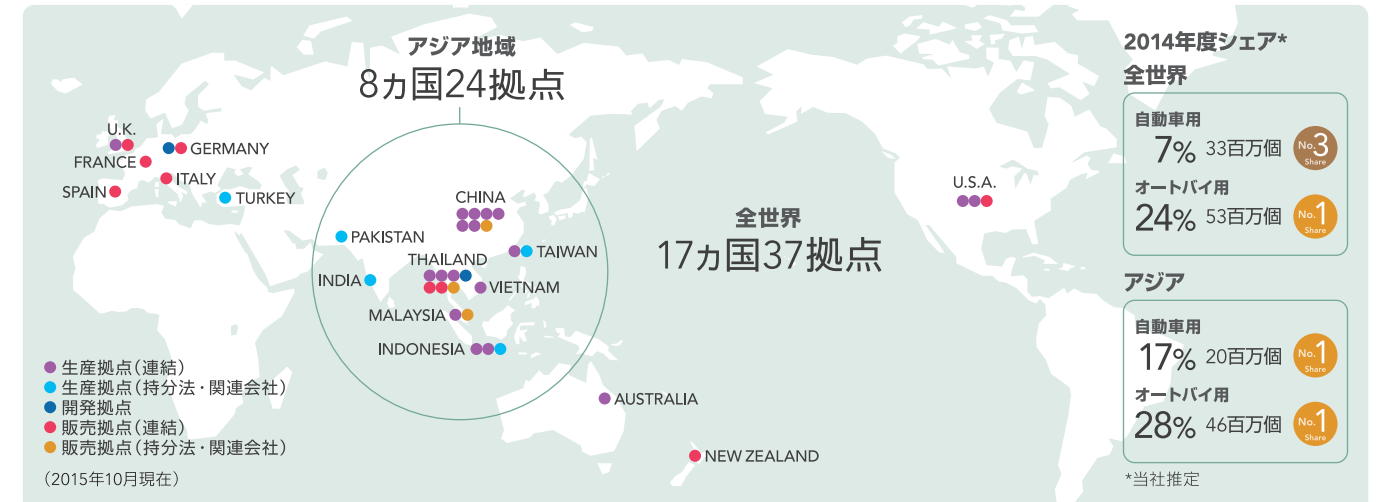 アジア地域
8ヵ国24拠点
U.K.
GERMANY
FRANCE
ITALY
SPAIN
TURKEY
CHINA
PAKISTAN
TAIWAN
THAILAND
INDIA
VIETNAM
MALAYSIA
INDONESIA
全世界
17ヵ国37拠点
U.S.A.
AUSTRALIA
NEW ZEALAND
生産拠点(連結)
生産拠点(持分法・関連会社)
開発拠点
販売拠点(連結)
販売拠点(持分法・関連会社)
(2015年10月現在)
2014年度シェア*
全世界
自動車用
7% 33百万個 No.3 Share
オートバイ用
24% 53百万個 No.1 Share
アジア
自動車用
17% 20百万個 No.1 Share
オートバイ用
28% 46百万個 No.1 Share
*当社推定